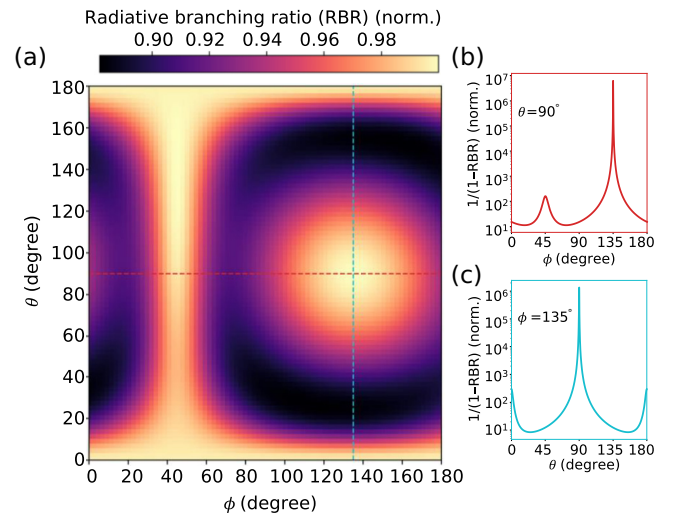 Radiative branching ratio (RBR) (norm.)
(a)
0.90 0.92 0.94 0.96 0.98
180
160
140
120
100
80
60
40
20
0
θ (degree)
0 20 40 60 80 100 120 140 160 180
ϕ (degree)
(b)
10⁷
10⁶
10⁵
10⁴
10³
10²
10¹
1/(1−RBR) (norm.)
θ=90°
0 45 90 135 180
ϕ (degree)
(c)
10⁶
10⁵
10⁴
10³
10²
10¹
1/(1−RBR) (norm.)
ϕ=135°
0 45 90 135 180
θ (degree)